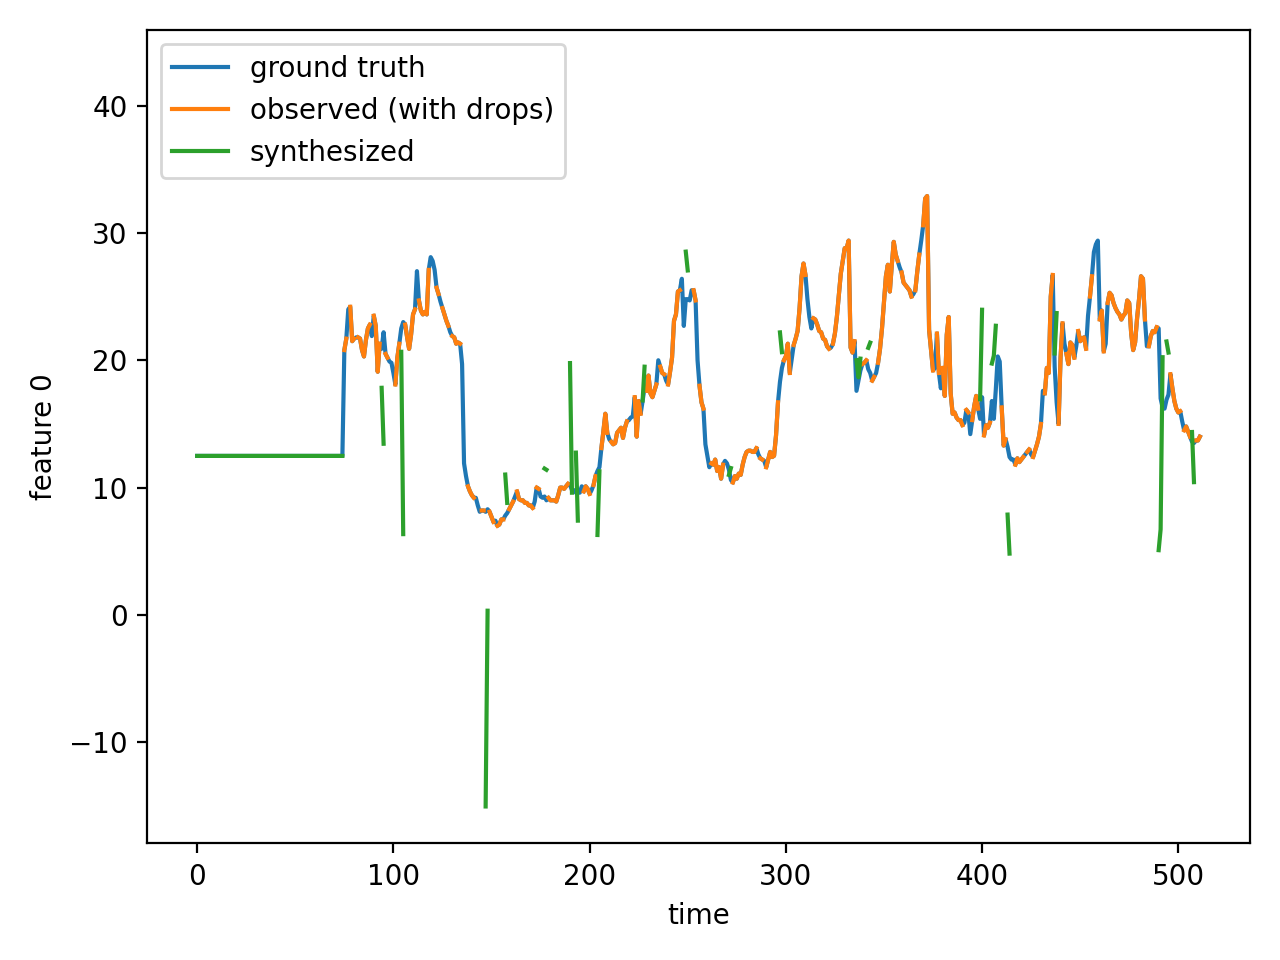 ground truth
observed (with drops)
synthesized
40
30
20
10
0
−10
feature 0
0 100 200 300 400 500
time